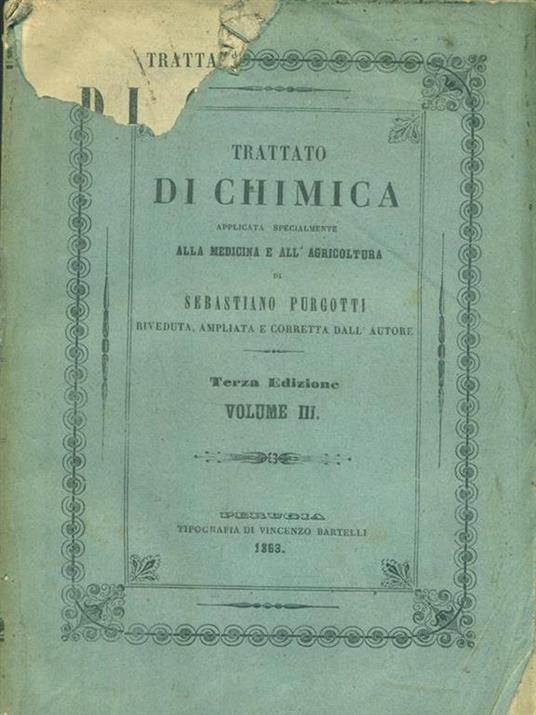 TRATTA
DI
TRATTATO
DI CHIMICA
APPLICATA SPECIALMENTE
ALLA MEDICINA E ALL' AGRICOLTURA
DI
SEBASTIANO PURGOTTI
RIVEDUTA, AMPLIATA E CORRETTA DALL' AUTORE
Terza Edizione
VOLUME III.
PERUGIA
TIPOGRAFIA DI VINCENZO BARTELLI
1863.